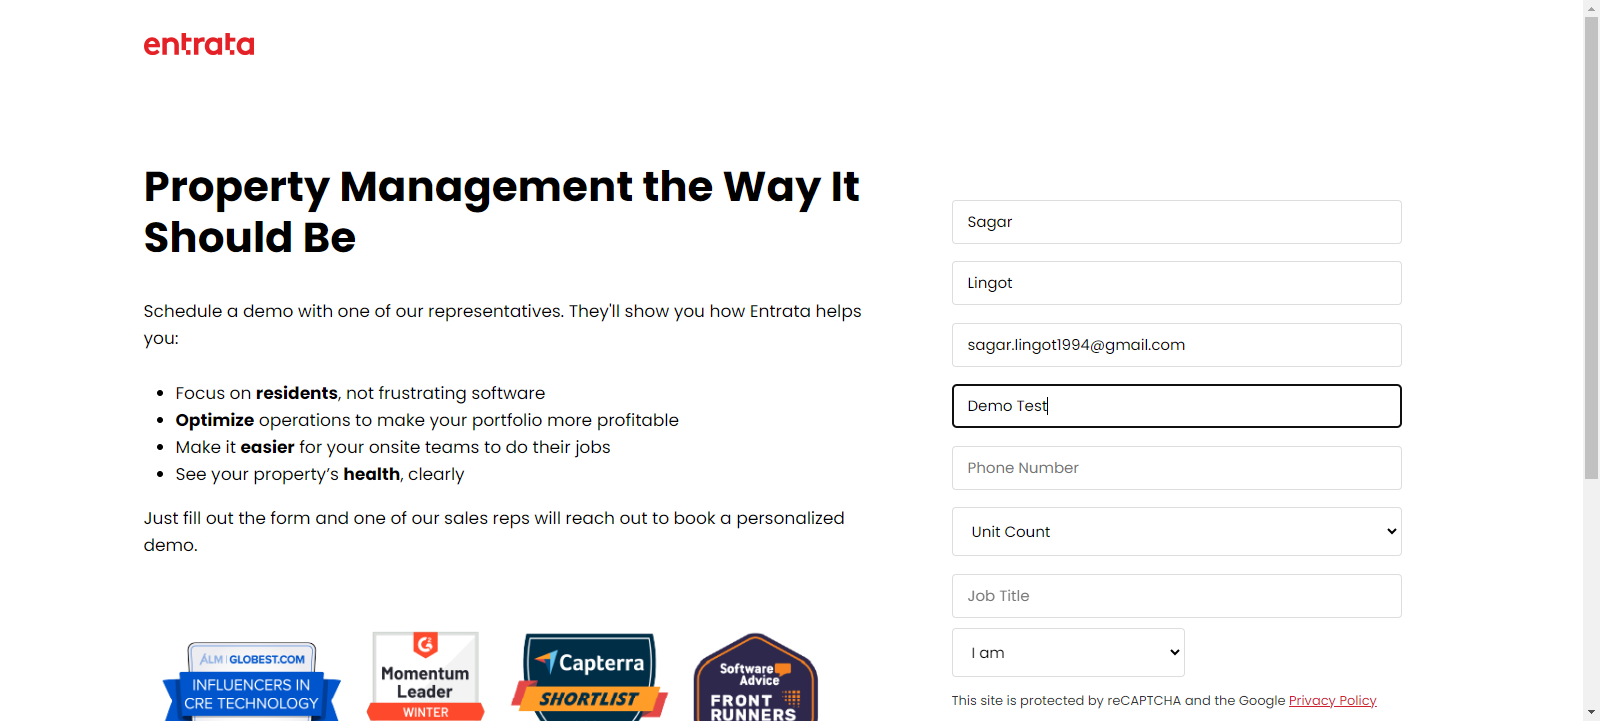 entrata
Property Management the Way It
Should Be
Schedule a demo with one of our representatives. They'll show you how Entrata helps
you:
Focus on residents, not frustrating software
Optimize operations to make your portfolio more profitable
Make it easier for your onsite teams to do their jobs
See your property’s health, clearly
Just fill out the form and one of our sales reps will reach out to book a personalized
demo.
ALM | GLOBEST.COM
INFLUENCERS IN
CRE TECHNOLOGY
G2
Momentum
Leader
WINTER
Capterra
SHORTLIST
Software
Advice
FRONT
RUNNERS
Sagar
Lingot
sagar.lingot1994@gmail.com
Demo Test
Phone Number
Unit Count
Job Title
I am
This site is protected by reCAPTCHA and the Google Privacy Policy